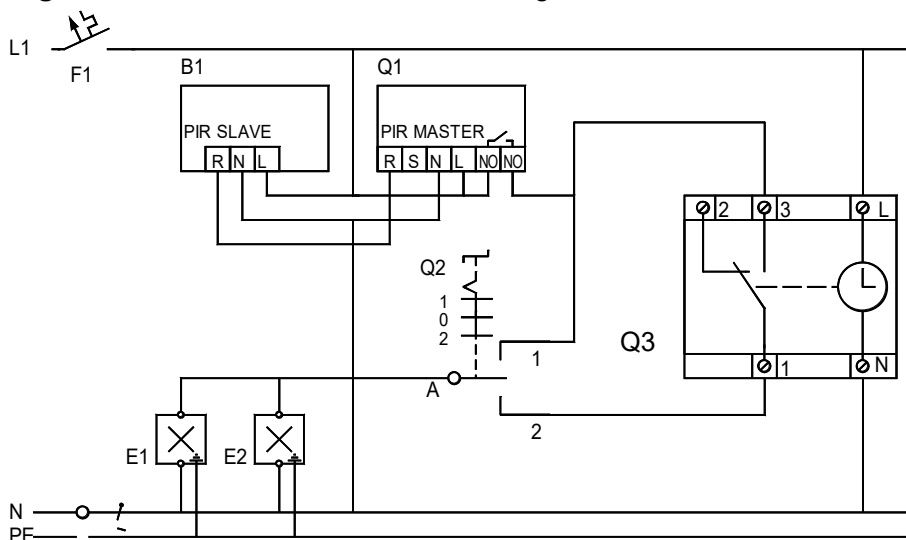 L1
F1
B1
Q1
PIR SLAVE
PIR MASTER
R N L
R S N L NO NO
2 3 L
Q2
1
0
2
1
Q3
1 N
A
2
E1
E2
N
PE